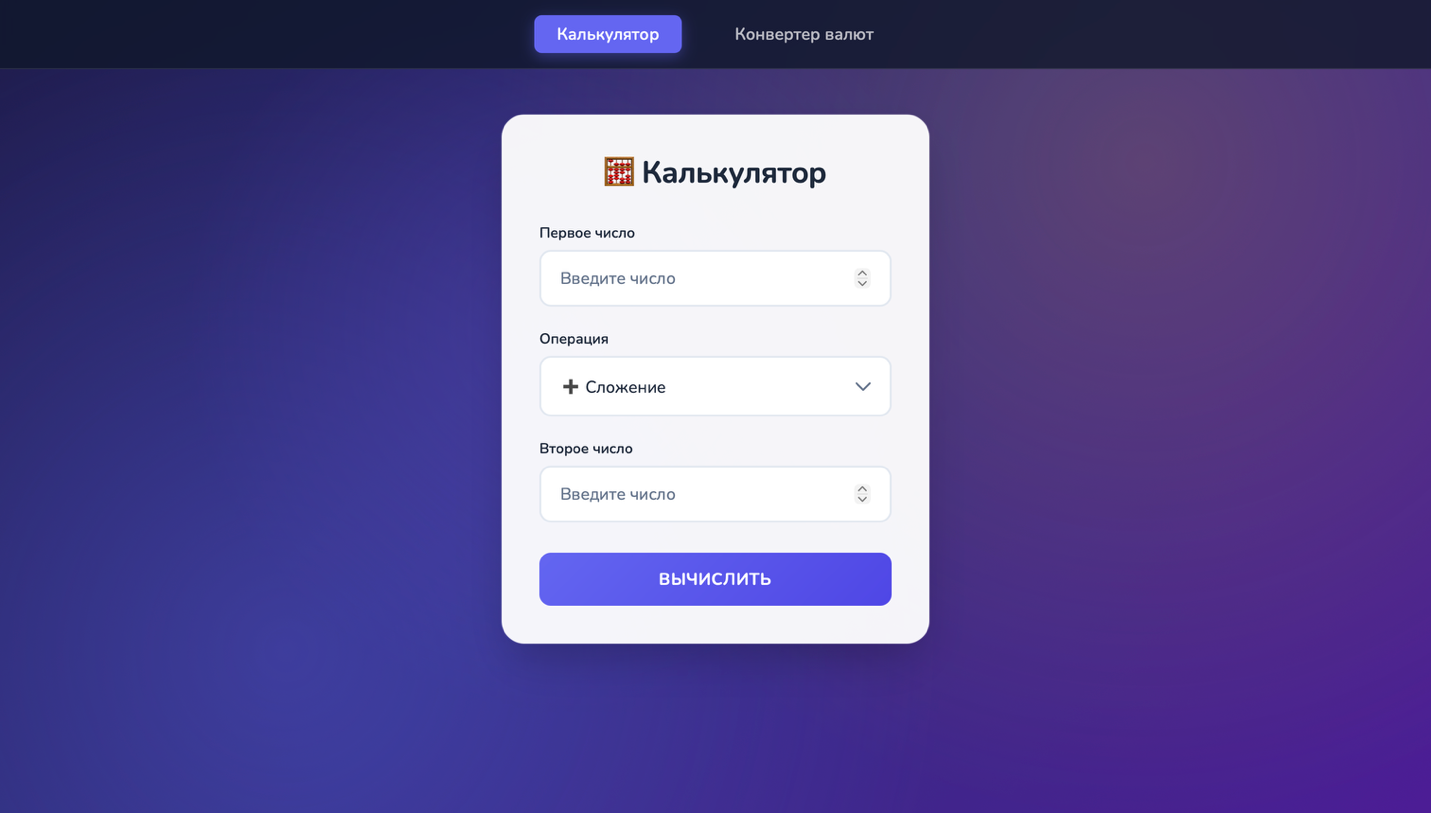 Калькулятор
Конвертер валют
🧮 Калькулятор
Первое число
Введите число
Операция
➕ Сложение
Второе число
Введите число
ВЫЧИСЛИТЬ